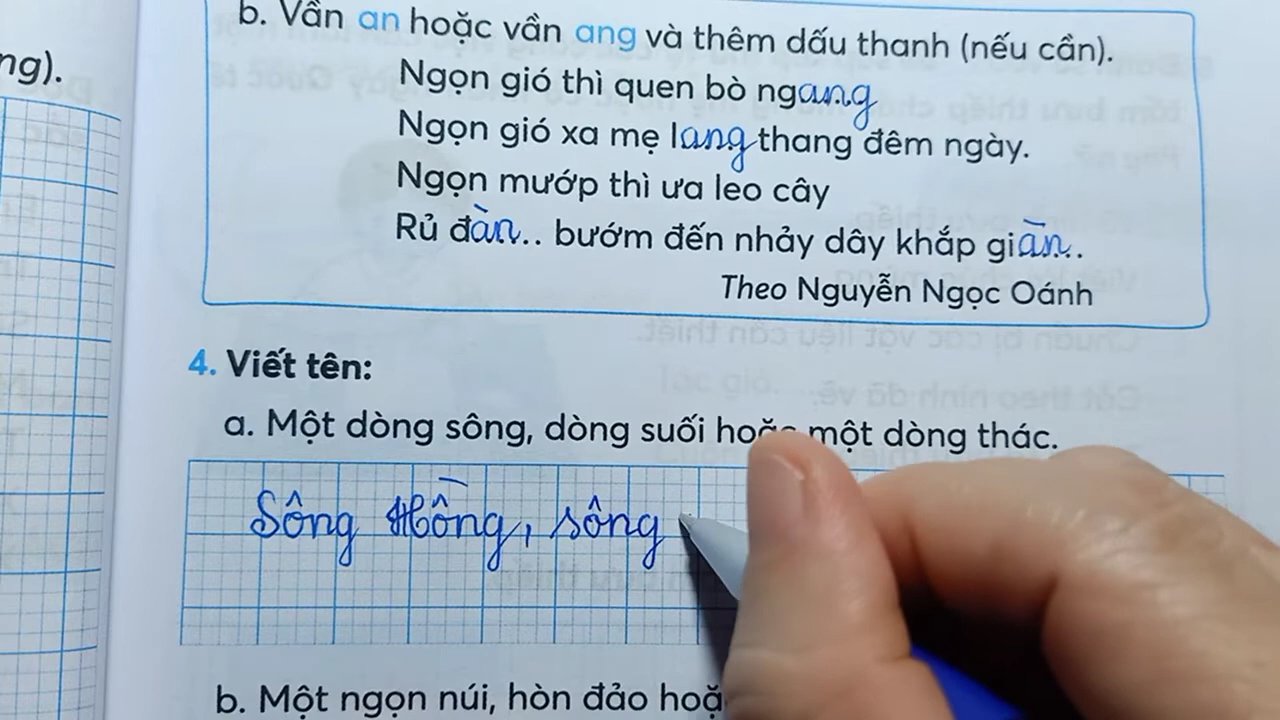 ng).
b. Vần an hoặc vần ang và thêm dấu thanh (nếu cần).
Ngọn gió thì quen bò ngang
Ngọn gió xa mẹ lang thang đêm ngày.
Ngọn mướp thì ưa leo cây
Rủ đàn.. bướm đến nhảy dây khắp giàn..
Theo Nguyễn Ngọc Oánh
4. Viết tên:
a. Một dòng sông, dòng suối hoặc một dòng thác.
Sông Hồng, sông
b. Một ngọn núi, hòn đảo hoặ